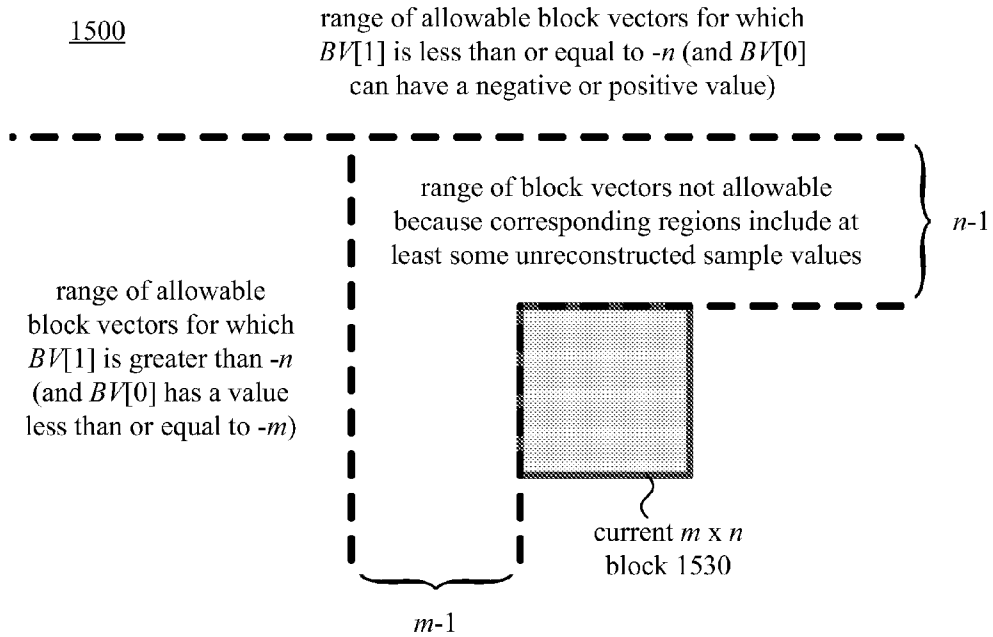 1500
range of allowable block vectors for which
BV[1] is less than or equal to -n (and BV[0]
can have a negative or positive value)
range of block vectors not allowable
because corresponding regions include at
least some unreconstructed sample values
n-1
range of allowable
block vectors for which
BV[1] is greater than -n
(and BV[0] has a value
less than or equal to -m)
current m x n
block 1530
m-1